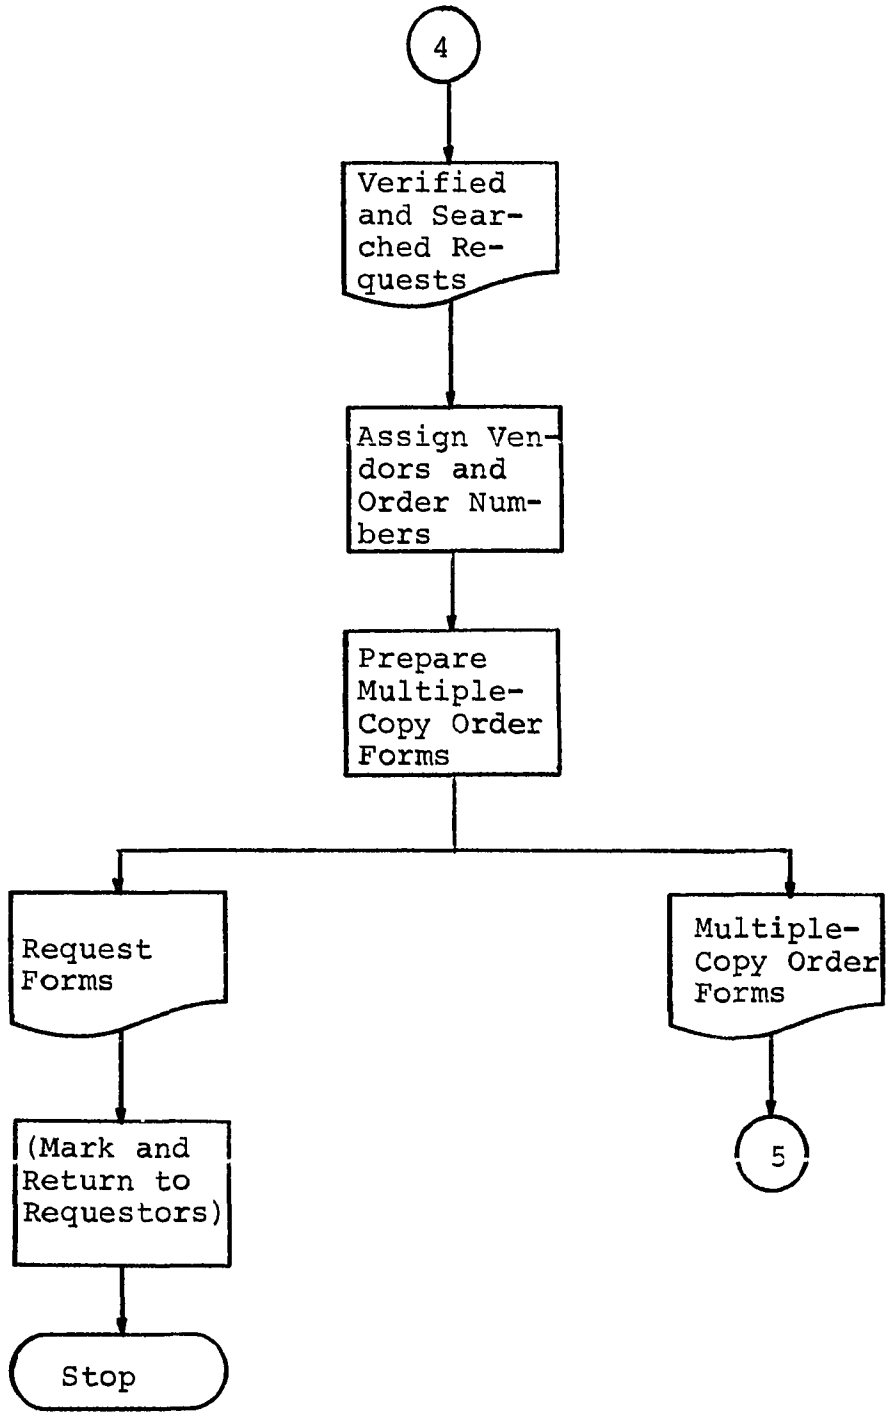 4
Verified
and Sear-
ched Re-
quests
Assign Ven-
dors and
Order Num-
bers
Prepare
Multiple-
Copy Order
Forms
Request
Forms
Multiple-
Copy Order
Forms
(Mark and
Return to
Requestors)
5
Stop